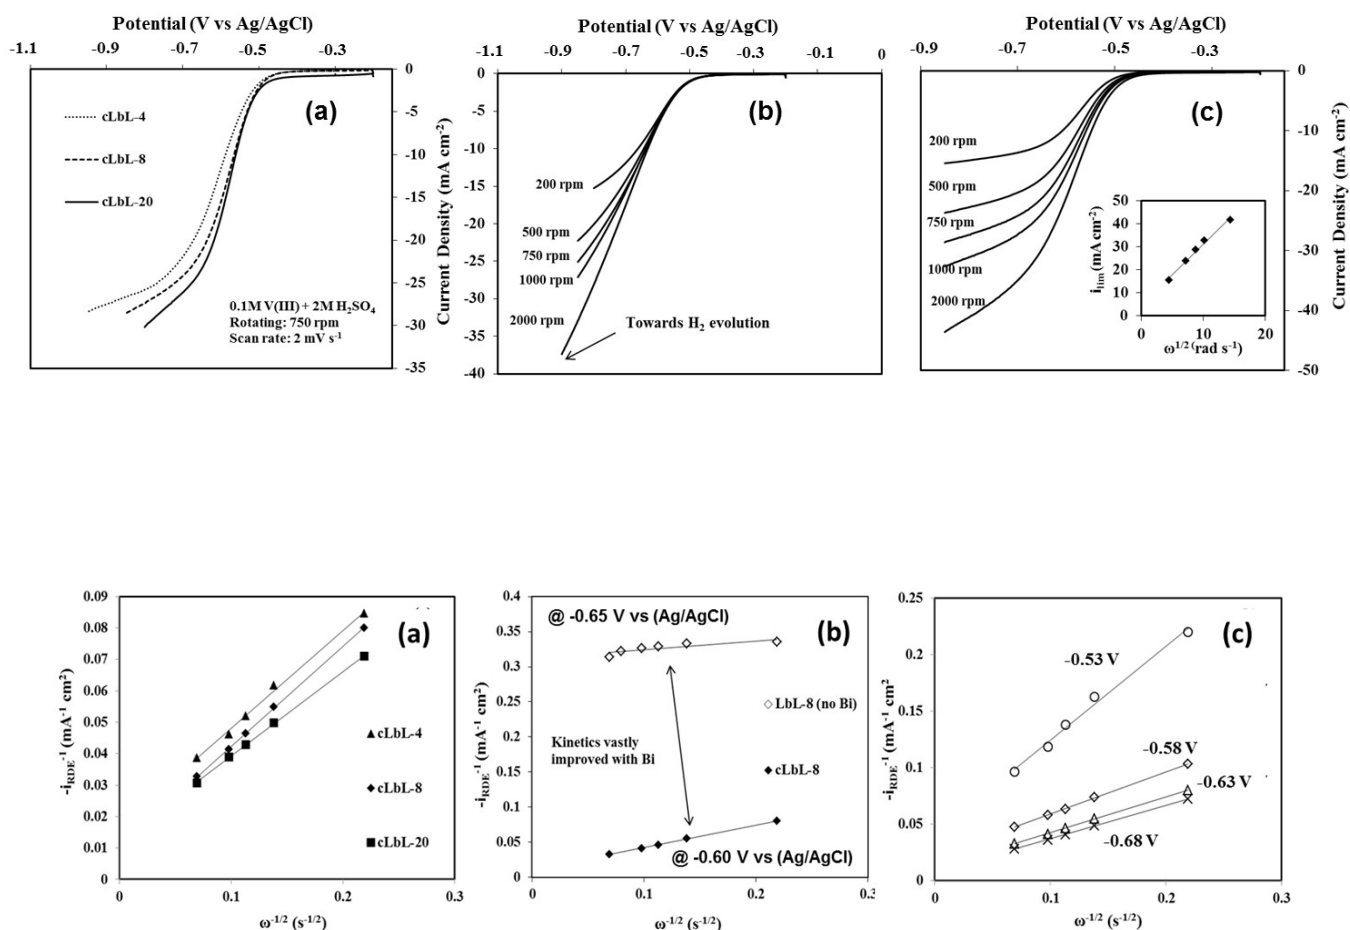 Potential (V vs Ag/AgCl)
-1.1 -0.9 -0.7 -0.5 -0.3
0
-5
-10
-15
-20
-25
-30
-35
Current Density (mA cm-2)
(a)
cLbL-4
cLbL-8
cLbL-20
0.1M V(III) + 2M H2SO4
Rotating: 750 rpm
Scan rate: 2 mV s-1
Potential (V vs Ag/AgCl)
-1.1 -0.9 -0.7 -0.5 -0.3 -0.1 0
0
-5
-10
-15
-20
-25
-30
-35
-40
(b)
200 rpm
500 rpm
750 rpm
1000 rpm
2000 rpm
Towards H2 evolution
Potential (V vs Ag/AgCl)
-0.9 -0.7 -0.5 -0.3
0
-10
-20
-30
-40
-50
Current Density (mA cm-2)
(c)
200 rpm
500 rpm
750 rpm
1000 rpm
2000 rpm
50
40
30
20
10
0
ilim (mA cm-2)
0 10 20
ω1/2 (rad s-1)
0.09
0.08
0.07
0.06
0.05
0.04
0.03
0.02
0.01
0
-iRDE-1 (mA-1 cm2)
(a)
cLbL-4
cLbL-8
cLbL-20
0 0.1 0.2 0.3
ω-1/2 (s-1/2)
0.4
0.35
0.3
0.25
0.2
0.15
0.1
0.05
0
-iRDE-1 (mA-1 cm2)
@ -0.65 V vs (Ag/AgCl)
(b)
LbL-8 (no Bi)
Kinetics vastly
improved with Bi
cLbL-8
@ -0.60 V vs (Ag/AgCl)
0 0.1 0.2 0.3
ω-1/2 (s-1/2)
0.25
0.2
0.15
0.1
0.05
0
-iRDE-1 (mA-1 cm2)
(c)
-0.53 V
-0.58 V
-0.63 V
-0.68 V
0 0.1 0.2 0.3
ω-1/2 (s-1/2)